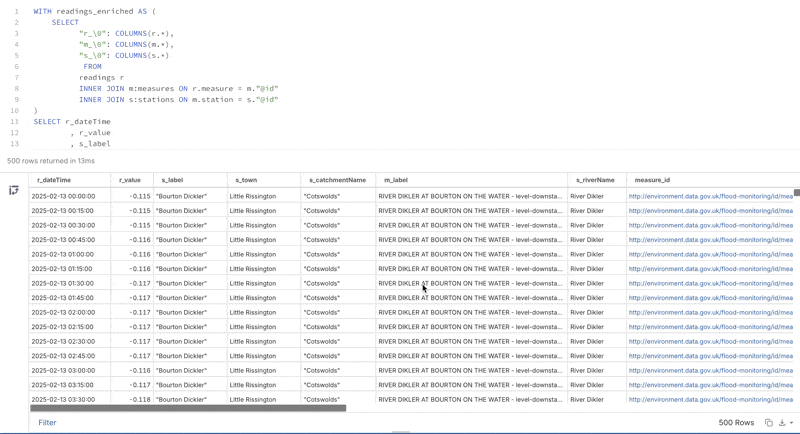 1 WITH readings_enriched AS (
2 SELECT
3 "r_\0": COLUMNS(r.*),
4 "m_\0": COLUMNS(m.*),
5 "s_\0": COLUMNS(s.*)
6 FROM
7 readings r
8 INNER JOIN m:measures ON r.measure = m."@id"
9 INNER JOIN s:stations ON m.station = s."@id"
10 )
11 SELECT r_dateTime
12 , r_value
13 , s_label
500 rows returned in 13ms
r_dateTime r_value s_label s_town s_catchmentName m_label s_riverName measure_id
2025-02-13 00:00:00 -0.115 "Bourton Dickler" Little Rissington "Cotswolds" RIVER DIKLER AT BOURTON ON THE WATER - level-downsta... River Dikler http://environment.data.gov.uk/flood-monitoring/id/mea
2025-02-13 00:15:00 -0.115 "Bourton Dickler" Little Rissington "Cotswolds" RIVER DIKLER AT BOURTON ON THE WATER - level-downsta... River Dikler http://environment.data.gov.uk/flood-monitoring/id/mea
2025-02-13 00:30:00 -0.115 "Bourton Dickler" Little Rissington "Cotswolds" RIVER DIKLER AT BOURTON ON THE WATER - level-downsta... River Dikler http://environment.data.gov.uk/flood-monitoring/id/mea
2025-02-13 00:45:00 -0.116 "Bourton Dickler" Little Rissington "Cotswolds" RIVER DIKLER AT BOURTON ON THE WATER - level-downsta... River Dikler http://environment.data.gov.uk/flood-monitoring/id/mea
2025-02-13 01:00:00 -0.116 "Bourton Dickler" Little Rissington "Cotswolds" RIVER DIKLER AT BOURTON ON THE WATER - level-downsta... River Dikler http://environment.data.gov.uk/flood-monitoring/id/mea
2025-02-13 01:15:00 -0.116 "Bourton Dickler" Little Rissington "Cotswolds" RIVER DIKLER AT BOURTON ON THE WATER - level-downsta... River Dikler http://environment.data.gov.uk/flood-monitoring/id/mea
2025-02-13 01:30:00 -0.117 "Bourton Dickler" Little Rissington "Cotswolds" RIVER DIKLER AT BOURTON ON THE WATER - level-downsta... River Dikler http://environment.data.gov.uk/flood-monitoring/id/mea
2025-02-13 01:45:00 -0.117 "Bourton Dickler" Little Rissington "Cotswolds" RIVER DIKLER AT BOURTON ON THE WATER - level-downsta... River Dikler http://environment.data.gov.uk/flood-monitoring/id/mea
2025-02-13 02:00:00 -0.117 "Bourton Dickler" Little Rissington "Cotswolds" RIVER DIKLER AT BOURTON ON THE WATER - level-downsta... River Dikler http://environment.data.gov.uk/flood-monitoring/id/mea
2025-02-13 02:15:00 -0.117 "Bourton Dickler" Little Rissington "Cotswolds" RIVER DIKLER AT BOURTON ON THE WATER - level-downsta... River Dikler http://environment.data.gov.uk/flood-monitoring/id/mea
2025-02-13 02:30:00 -0.117 "Bourton Dickler" Little Rissington "Cotswolds" RIVER DIKLER AT BOURTON ON THE WATER - level-downsta... River Dikler http://environment.data.gov.uk/flood-monitoring/id/mea
2025-02-13 02:45:00 -0.117 "Bourton Dickler" Little Rissington "Cotswolds" RIVER DIKLER AT BOURTON ON THE WATER - level-downsta... River Dikler http://environment.data.gov.uk/flood-monitoring/id/mea
2025-02-13 03:00:00 -0.116 "Bourton Dickler" Little Rissington "Cotswolds" RIVER DIKLER AT BOURTON ON THE WATER - level-downsta... River Dikler http://environment.data.gov.uk/flood-monitoring/id/mea
2025-02-13 03:15:00 -0.117 "Bourton Dickler" Little Rissington "Cotswolds" RIVER DIKLER AT BOURTON ON THE WATER - level-downsta... River Dikler http://environment.data.gov.uk/flood-monitoring/id/mea
2025-02-13 03:30:00 -0.118 "Bourton Dickler" Little Rissington "Cotswolds" RIVER DIKLER AT BOURTON ON THE WATER - level-downsta... River Dikler http://environment.data.gov.uk/flood-monitoring/id/mea
Filter 500 Rows